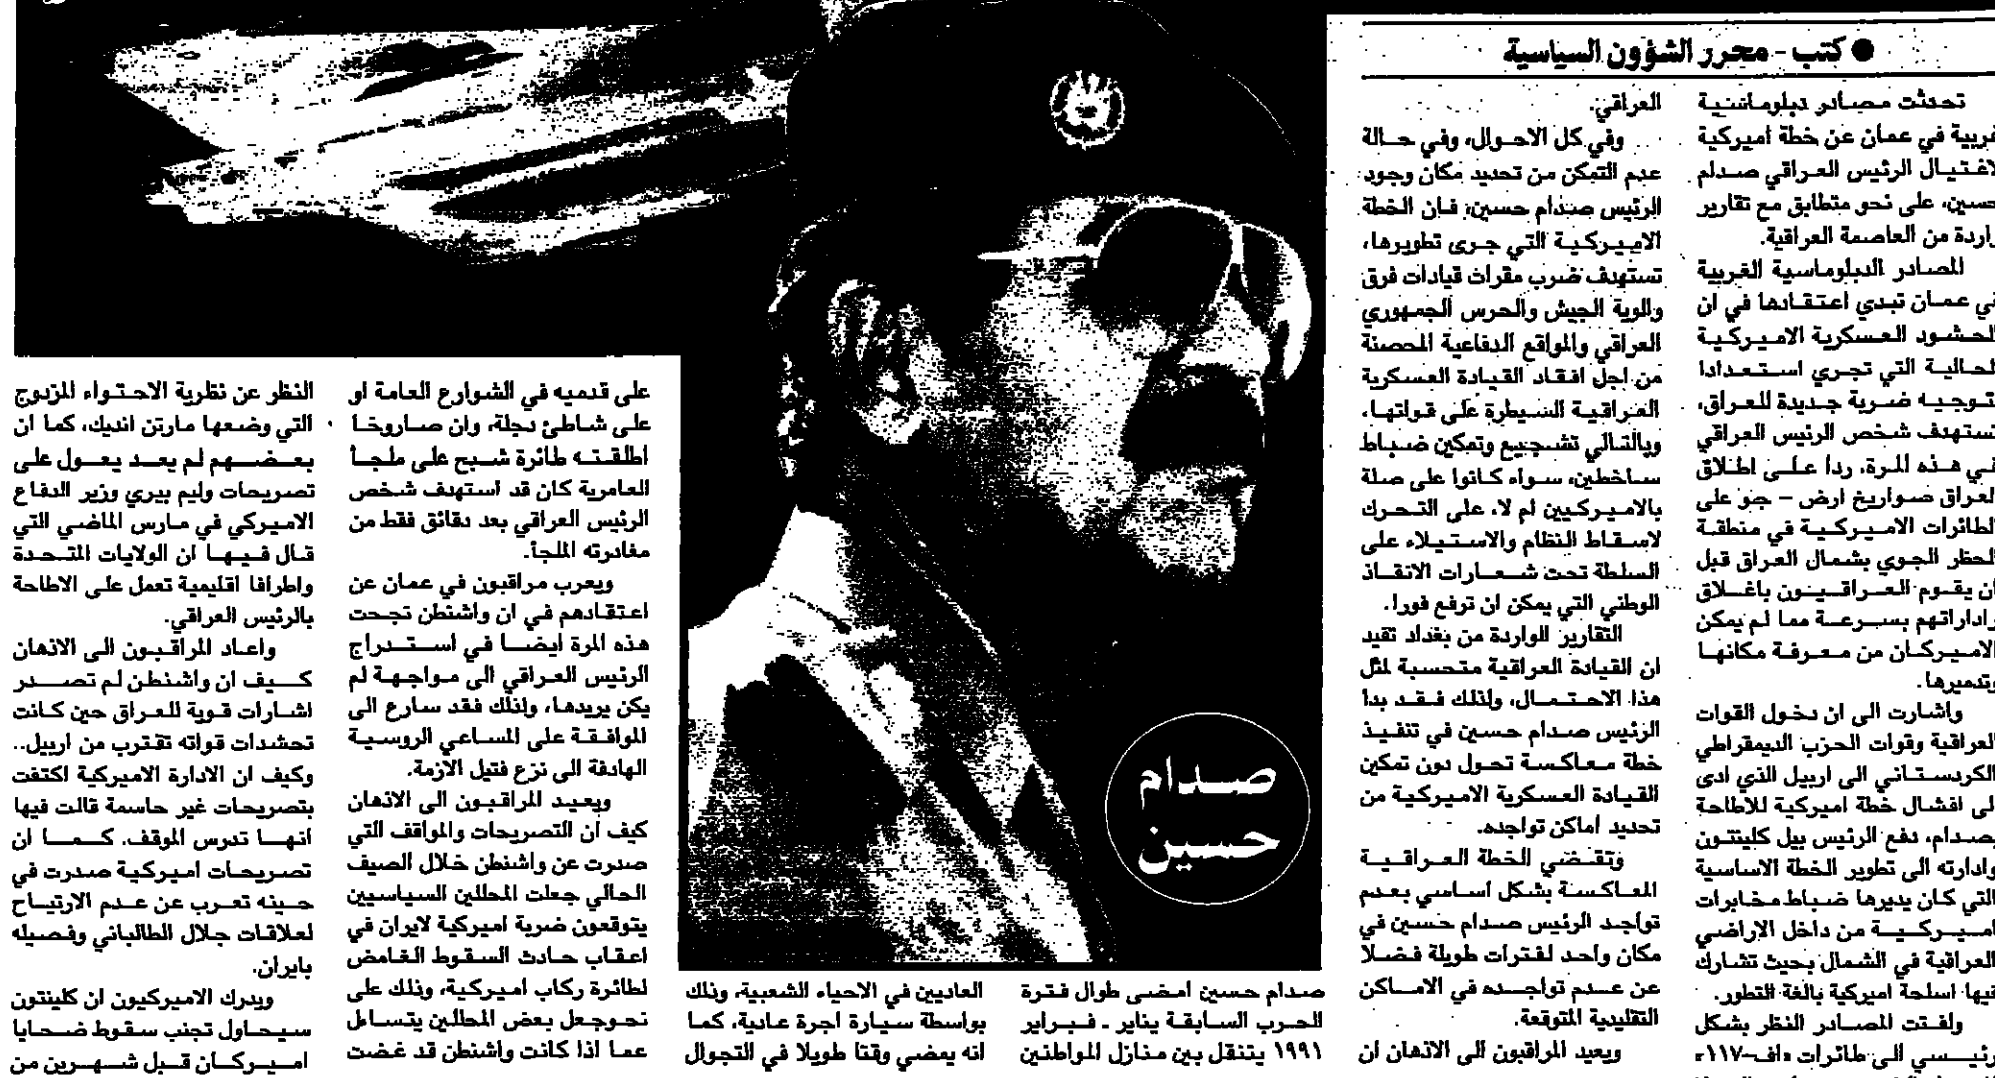 ● كتب - محرر الشؤون السياسية
تحدثت مصادر دبلوماسية
غربية في عمان عن خطة اميركية
لاغتيال الرئيس العراقي صدام
حسين، على نحو متطابق مع تقارير
واردة من العاصمة العراقية.
المصادر الدبلوماسية الغربية
في عمان تبدي اعتقادها في ان
الحشود العسكرية الاميركية
الحالية التي تجري استعدادا
لتوجيه ضربة جديدة للعراق،
تستهدف شخص الرئيس العراقي
في هذه المرة، ردا على اطلاق
العراق صواريخ ارض - جو على
الطائرات الاميركية في منطقة
الحظر الجوي بشمال العراق قبل
ان يقوم العراقيون باغلاق
راداراتهم بسرعة مما لم يمكن
الاميركان من معرفة مكانها
وتدميرها.
واشارت الى ان دخول القوات
العراقية وقوات الحزب الديمقراطي
الكردستاني الى اربيل الذي ادى
الى افشال خطة اميركية للاطاحة
بصدام، دفع الرئيس بيل كلينتون
وادارته الى تطوير الخطة الاساسية
التي كان يديرها ضباط مخابرات
اميركية من داخل الاراضي
العراقية في الشمال بحيث تشارك
فيها اسلحة اميركية بالغة التطور.
ولفتت المصادر النظر بشكل
رئيسي الى طائرات «اف-١١٧»
العراقي.
وفي كل الاحوال، وفي حالة
عدم التمكن من تحديد مكان وجود
الرئيس صدام حسين، فان الخطة
الاميركية التي جرى تطويرها،
تستهدف ضرب مقرات قيادات فرق
والوية الجيش والحرس الجمهوري
العراقي والمواقع الدفاعية المحصنة
من اجل افقاد القيادة العسكرية
العراقية السيطرة على قواتها،
وبالتالي تشجيع وتمكين ضباط
ساخطين، سواء كانوا على صلة
بالاميركيين ام لا، على التحرك
لاسقاط النظام والاستيلاء على
السلطة تحت شعارات الانقاذ
الوطني التي يمكن ان ترفع فورا.
التقارير الواردة من بغداد تفيد
ان القيادة العراقية متحسبة لمثل
هذا الاحتمال، ولذلك فقد بدا
الرئيس صدام حسين في تنفيذ
خطة معاكسة تحول دون تمكين
القيادة العسكرية الاميركية من
تحديد اماكن تواجده.
وتقضي الخطة العراقية
المعاكسة بشكل اساسي بعدم
تواجد الرئيس صدام حسين في
مكان واحد لفترات طويلة فضلا
عن عدم تواجده في الاماكن
التقليدية المتوقعة.
ويعيد المراقبون الى الاذهان ان
صدام
حسين
صدام حسين امضى طوال فترة
الحرب السابقة يناير - فبراير
١٩٩١ يتنقل بين منازل المواطنين
العاديين في الاحياء الشعبية، وذلك
بواسطة سيارة اجرة عادية، كما
انه يمضي وقتا طويلا في التجوال
على قدميه في الشوارع العامة او
على شاطئ دجلة، وان صاروخا
اطلقته طائرة شبح على ملجأ
العامرية كان قد استهدف شخص
الرئيس العراقي بعد دقائق فقط من
مغادرته الملجأ.
ويعرب مراقبون في عمان عن
اعتقادهم في ان واشنطن نجحت
هذه المرة ايضا في استدراج
الرئيس العراقي الى مواجهة لم
يكن يريدها، ولذلك فقد سارع الى
الموافقة على المساعي الروسية
الهادفة الى نزع فتيل الازمة.
ويعيد المراقبون الى الاذهان
كيف ان التصريحات والمواقف التي
صدرت عن واشنطن خلال الصيف
الحالي جعلت المحللين السياسيين
يتوقعون ضربة اميركية لايران في
اعقاب حادث السقوط الغامض
لطائرة ركاب اميركية، وذلك على
نحو جعل بعض المحللين يتساءل
عما اذا كانت واشنطن قد غضت
النظر عن نظرية الاحتواء المزدوج
التي وضعها مارتن انديك، كما ان
بعضهم لم يعد يعول على
تصريحات وليم بيري وزير الدفاع
الاميركي في مارس الماضي التي
قال فيها ان الولايات المتحدة
واطرافا اقليمية تعمل على الاطاحة
بالرئيس العراقي.
واعاد المراقبون الى الاذهان
كيف ان واشنطن لم تصدر
اشارات قوية للعراق حين كانت
تحشدات قواته تقترب من اربيل..
وكيف ان الادارة الاميركية اكتفت
بتصريحات غير حاسمة قالت فيها
انها تدرس الموقف. كما ان
تصريحات اميركية صدرت في
حينه تعرب عن عدم الارتياح
لعلاقات جلال الطالباني وفصيله
بايران.
ويدرك الاميركيون ان كلينتون
سيحاول تجنب سقوط ضحايا
اميركان قبل شهرين من